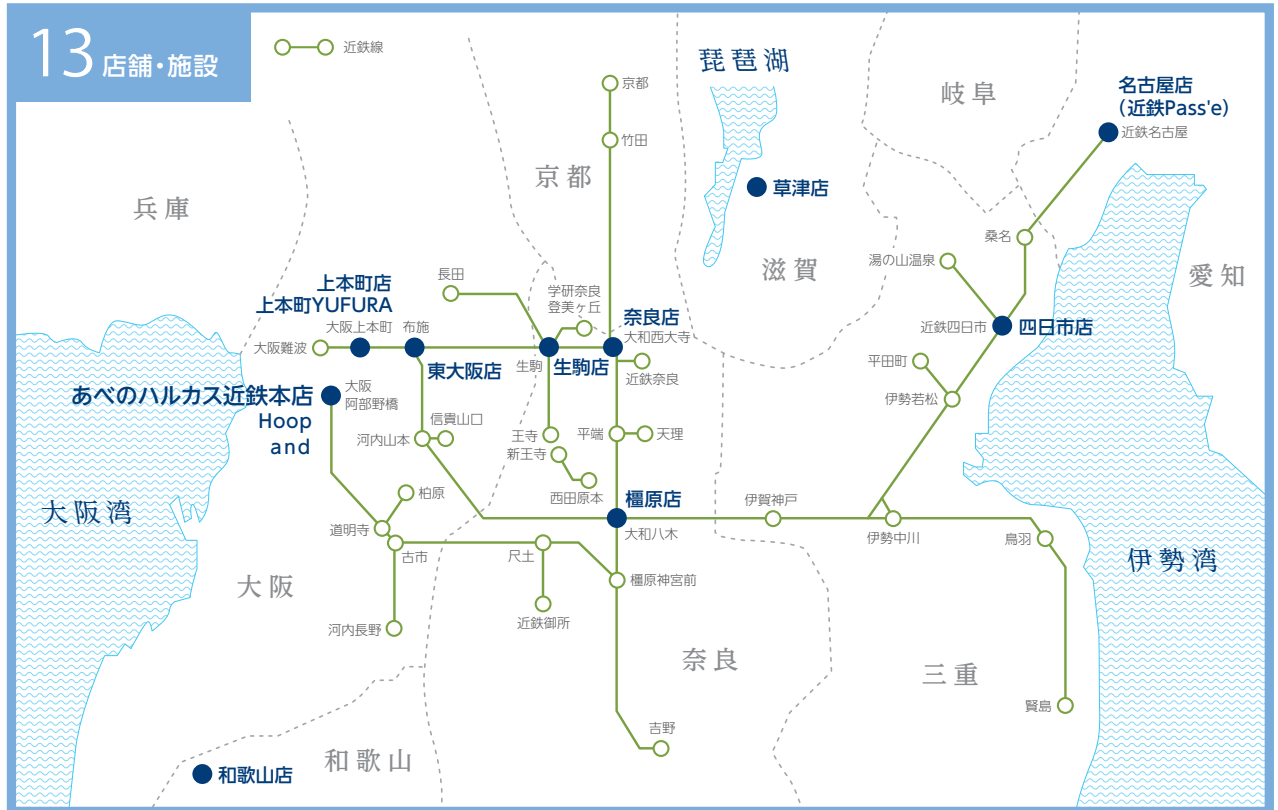 13 店舗・施設
近鉄線
京都
竹田
琵琶湖
岐阜
名古屋店
（近鉄Pass'e）
近鉄名古屋
兵庫
京都
草津店
滋賀
桑名
湯の山温泉
愛知
長田
学研奈良
登美ヶ丘
上本町店
上本町YUFURA
大阪上本町
布施
大阪難波
奈良店
大和西大寺
近鉄四日市
四日市店
東大阪店
生駒
生駒店
近鉄奈良
平田町
伊勢若松
あべのハルカス近鉄本店
Hoop
and
大阪
阿部野橋
信貴山口
河内山本
王寺
新王寺
西田原本
平端
天理
柏原
道明寺
古市
橿原店
大和八木
伊賀神戸
伊勢中川
鳥羽
大阪湾
伊勢湾
尺土
橿原神宮前
大阪
河内長野
近鉄御所
奈良
三重
賢島
吉野
和歌山
和歌山店